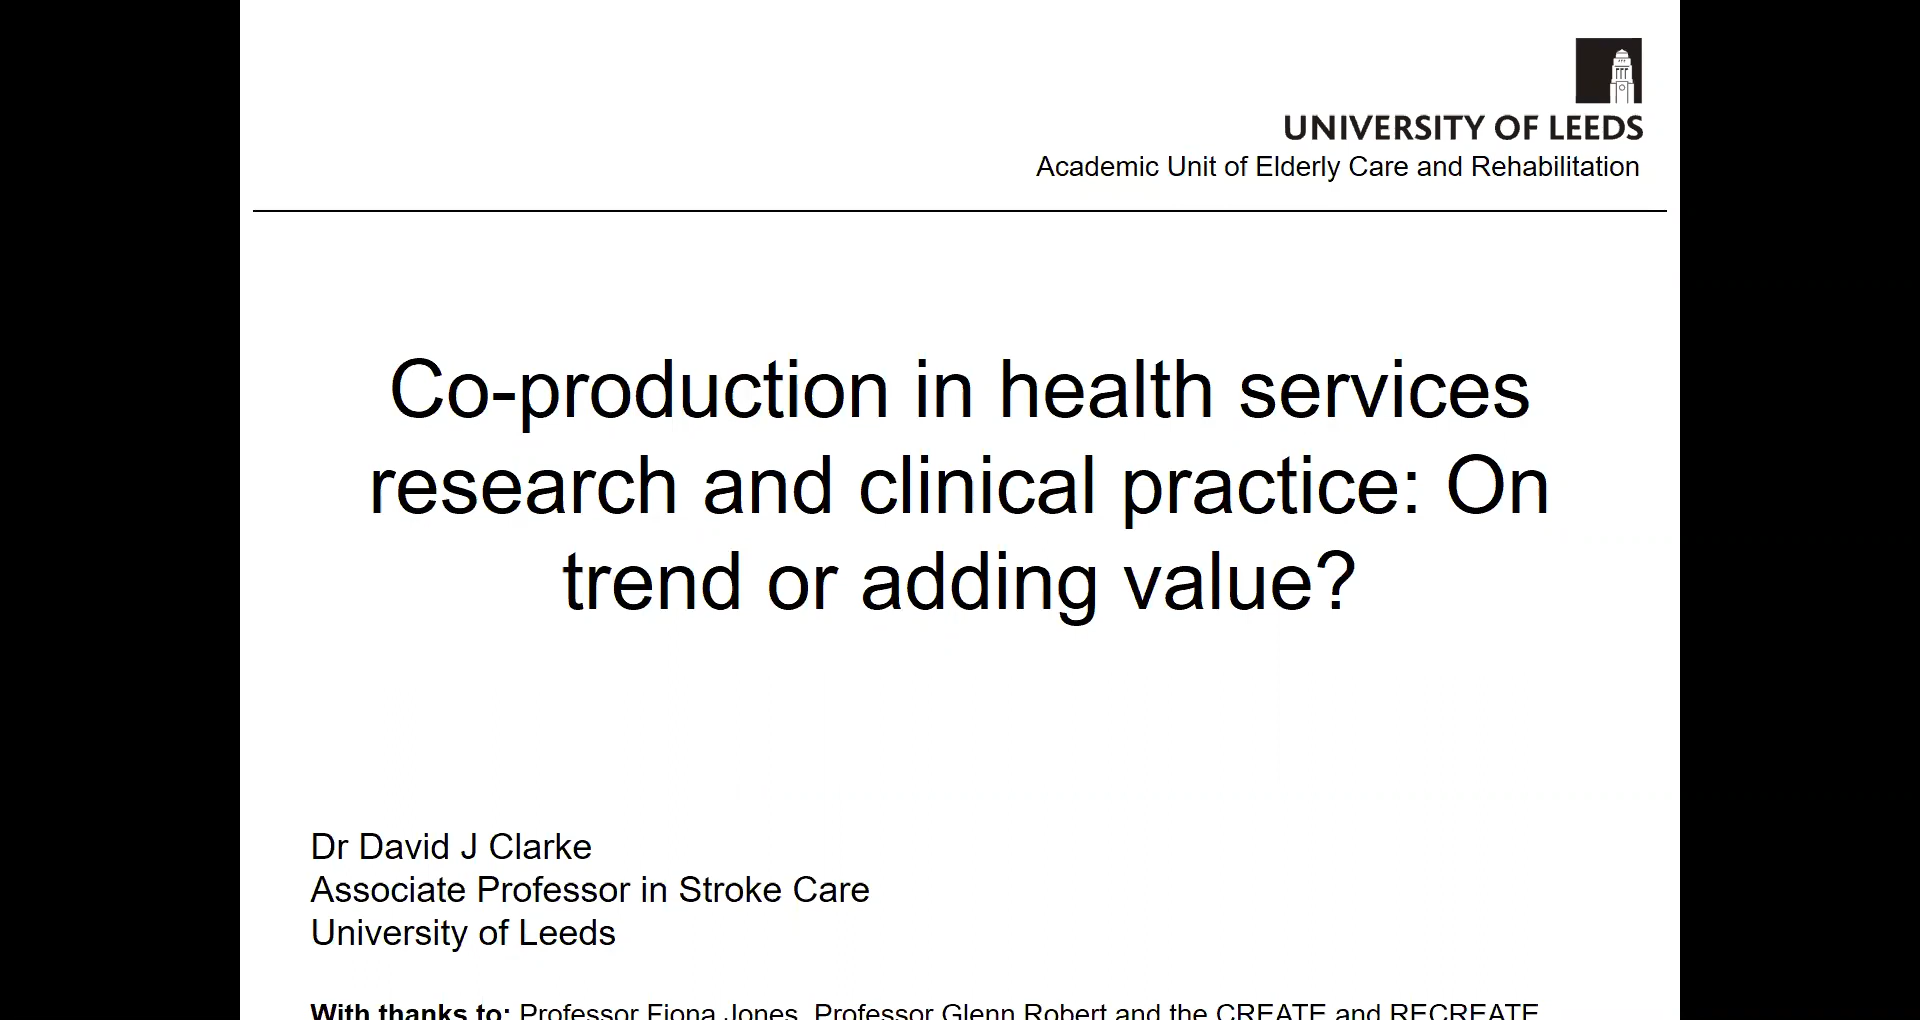 UNIVERSITY OF LEEDS
Academic Unit of Elderly Care and Rehabilitation
Co-production in health services
research and clinical practice: On
trend or adding value?
Dr David J Clarke
Associate Professor in Stroke Care
University of Leeds
With thanks to: Professor Fiona Jones, Professor Glenn Robert and the CREATE and RECREATE